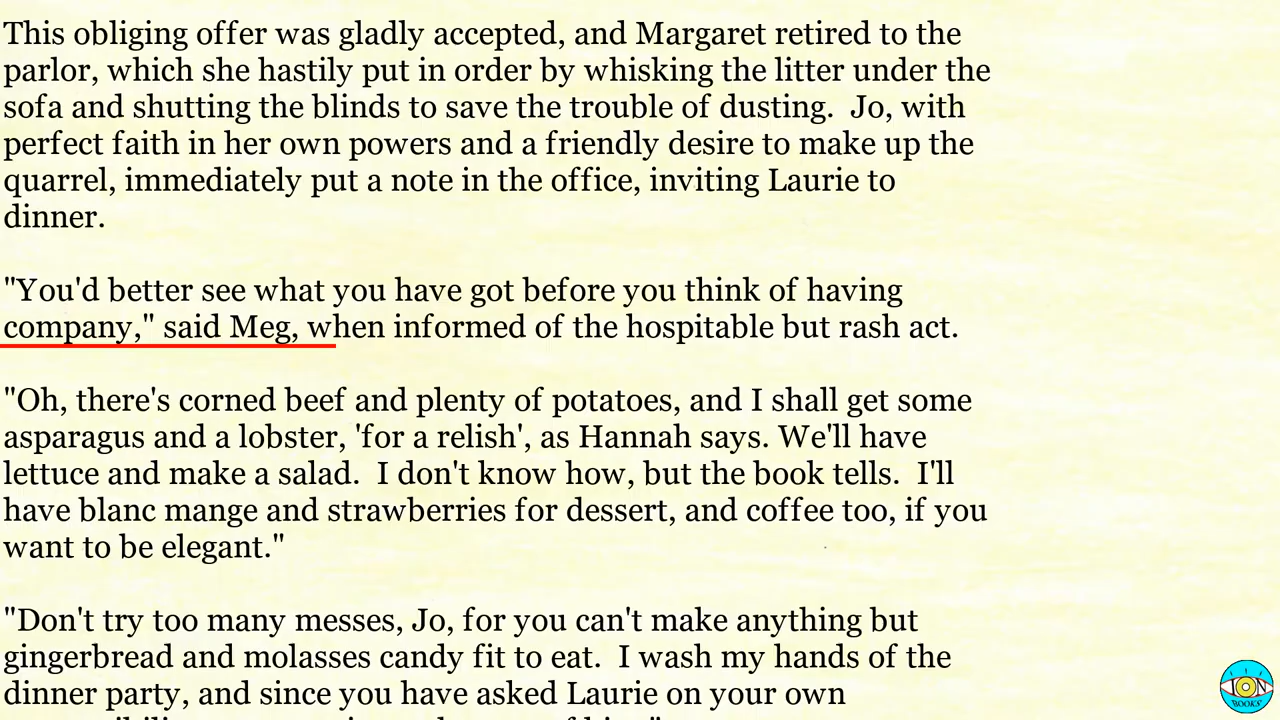 This obliging offer was gladly accepted, and Margaret retired to the
parlor, which she hastily put in order by whisking the litter under the
sofa and shutting the blinds to save the trouble of dusting.  Jo, with
perfect faith in her own powers and a friendly desire to make up the
quarrel, immediately put a note in the office, inviting Laurie to
dinner.
"You'd better see what you have got before you think of having
company," said Meg, when informed of the hospitable but rash act.
"Oh, there's corned beef and plenty of potatoes, and I shall get some
asparagus and a lobster, 'for a relish', as Hannah says. We'll have
lettuce and make a salad.  I don't know how, but the book tells.  I'll
have blanc mange and strawberries for dessert, and coffee too, if you
want to be elegant."
"Don't try too many messes, Jo, for you can't make anything but
gingerbread and molasses candy fit to eat.  I wash my hands of the
dinner party, and since you have asked Laurie on your own
ION
BOOKS